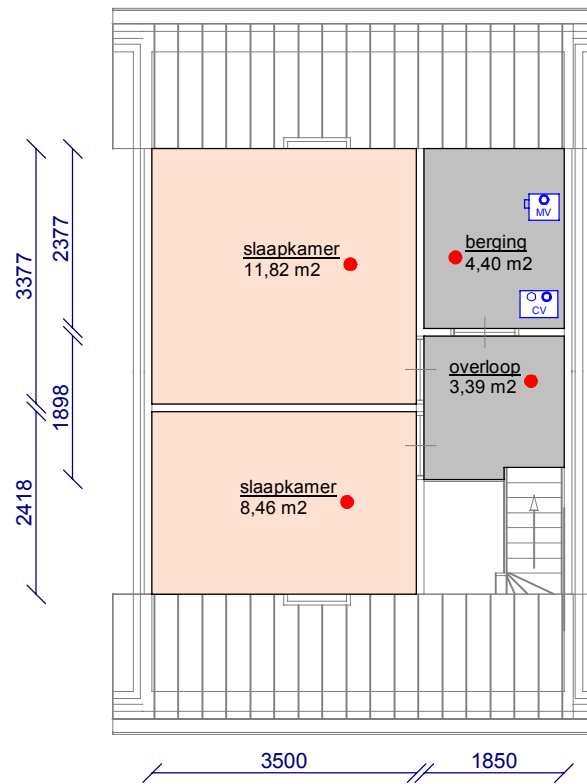 MV
slaapkamer
11,82 m2
berging
4,40 m2
CV
overloop
3,39 m2
slaapkamer
8,46 m2
3377
2377
1898
2418
3500
1850